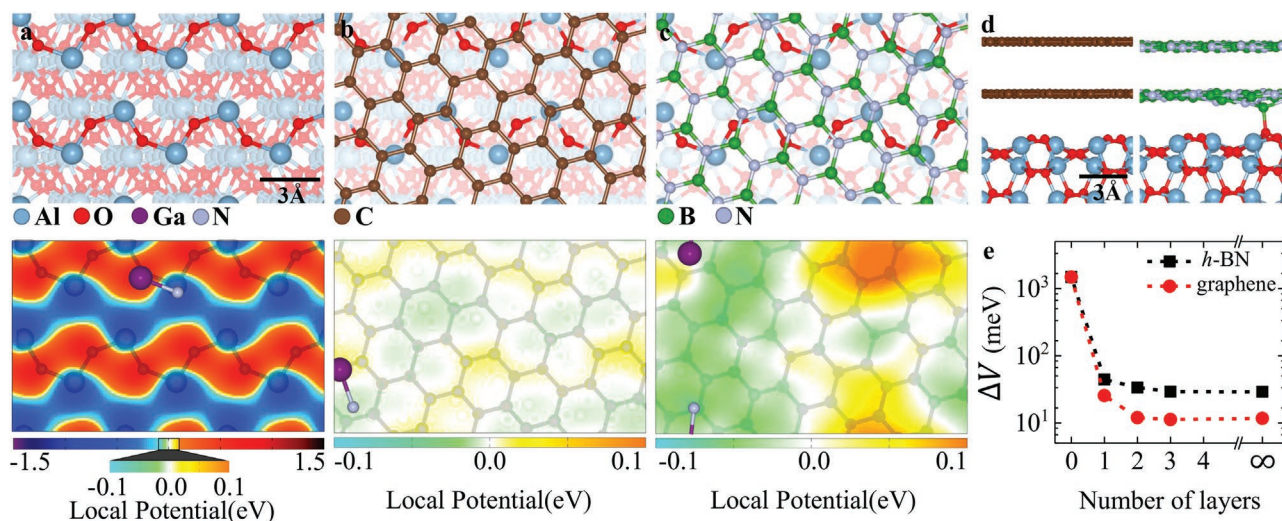 a
b
c
d
3Å
3Å
Al O Ga N
C
B N
e
h-BN
graphene
10³
10²
10¹
ΔV (meV)
0 1 2 3 4 ∞
Number of layers
-1.5 1.5
-0.1 0.0 0.1
Local Potential(eV)
-0.1 0.0 0.1
Local Potential(eV)
-0.1 0.0 0.1
Local Potential(eV)